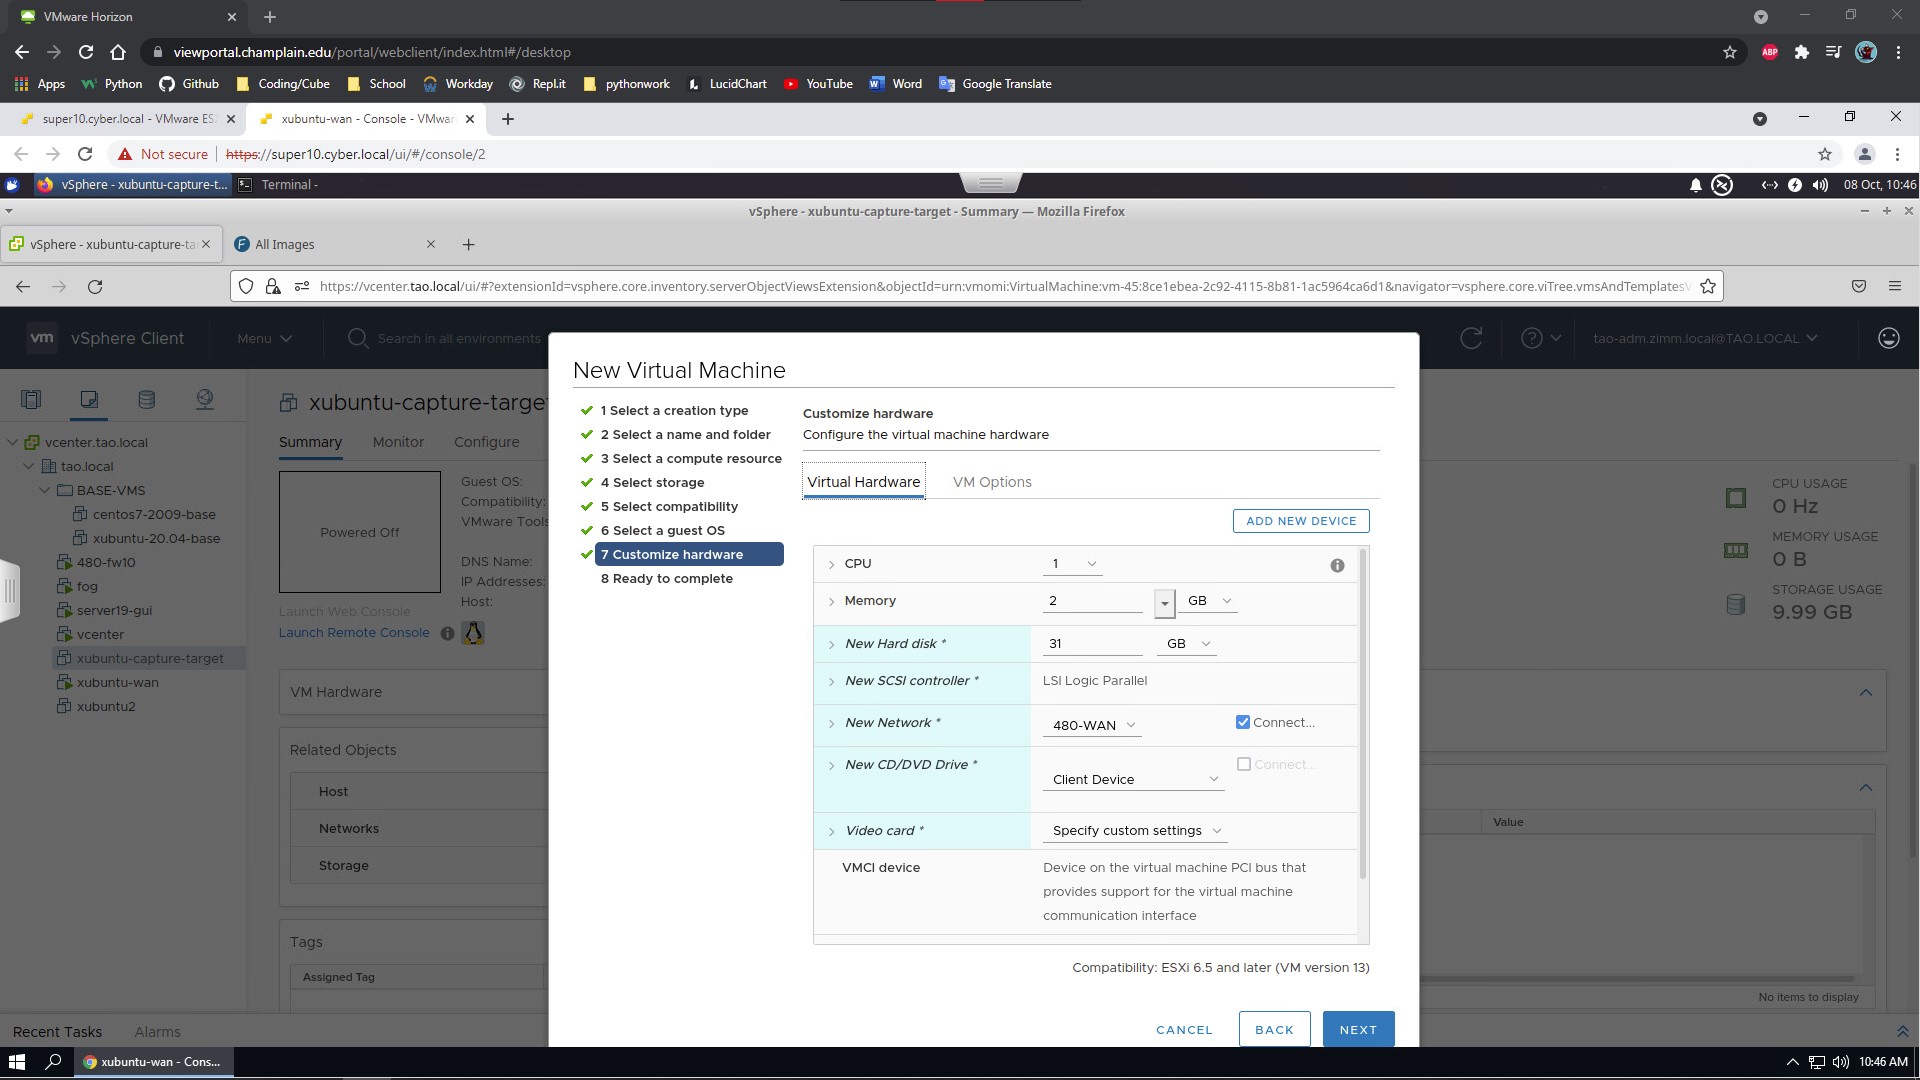 VMware Horizon
viewportal.champlain.edu/portal/webclient/index.html#/desktop
ABP
Apps Python Github Coding/Cube School Workday Repl.it pythonwork LucidChart YouTube Word Google Translate
super10.cyber.local - VMware ES
xubuntu-wan - Console - VMwar
Not secure https://super10.cyber.local/ui/#/console/2
vSphere - xubuntu-capture-t... Terminal - 08 Oct, 10:46
vSphere - xubuntu-capture-target - Summary — Mozilla Firefox
vSphere - xubuntu-capture-ta
All Images
https://vcenter.tao.local/ui/#?extensionId=vsphere.core.inventory.serverObjectViewsExtension&objectId=urn:vmomi:VirtualMachine:vm-45:8ce1ebea-2c92-4115-8b81-1ac5964ca6d1&navigator=vsphere.core.viTree.vmsAndTemplates
vm vSphere Client Menu Search in all environments tao-adm.zimm.local@TAO.LOCAL
vcenter.tao.local
tao.local
BASE-VMS
centos7-2009-base
xubuntu-20.04-base
480-fw10
fog
server19-gui
vcenter
xubuntu-capture-target
xubuntu-wan
xubuntu2
xubuntu-capture-target
Summary Monitor Configure
Powered Off
Guest OS:
Compatibility:
VMware Tools
DNS Name:
IP Addresses:
Host:
Launch Web Console
Launch Remote Console
VM Hardware
Related Objects
Host
Networks
Storage
Tags
Assigned Tag
New Virtual Machine
1 Select a creation type
2 Select a name and folder
3 Select a compute resource
4 Select storage
5 Select compatibility
6 Select a guest OS
7 Customize hardware
8 Ready to complete
Customize hardware
Configure the virtual machine hardware
Virtual Hardware VM Options
ADD NEW DEVICE
CPU 1
Memory 2 GB
New Hard disk * 31 GB
New SCSI controller * LSI Logic Parallel
New Network * 480-WAN Connect...
New CD/DVD Drive * Client Device Connect...
Video card * Specify custom settings
VMCI device Device on the virtual machine PCI bus that
provides support for the virtual machine
communication interface
Compatibility: ESXi 6.5 and later (VM version 13)
CANCEL BACK NEXT
CPU USAGE
0 Hz
MEMORY USAGE
0 B
STORAGE USAGE
9.99 GB
Value
No items to display
Recent Tasks Alarms
xubuntu-wan - Cons... 10:46 AM